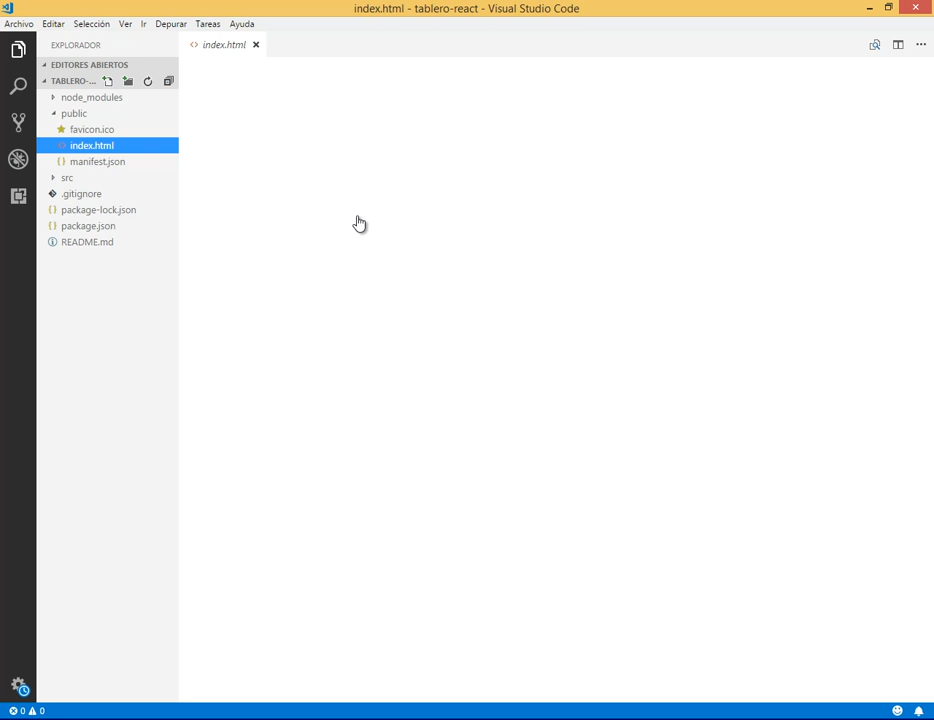 index.html - tablero-react - Visual Studio Code
Archivo Editar Selección Ver Ir Depurar Tareas Ayuda
EXPLORADOR
index.html
EDITORES ABIERTOS
TABLERO-...
node_modules
public
favicon.ico
index.html
manifest.json
src
.gitignore
package-lock.json
package.json
README.md
0 0